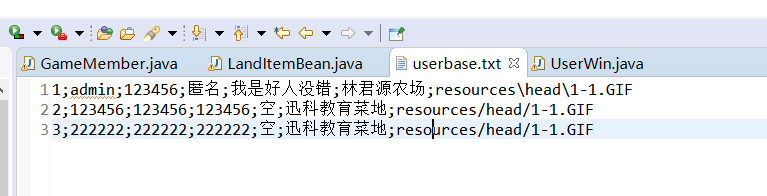 GameMember.java LandItemBean.java userbase.txt UserWin.java
1 1;admin;123456;匿名;我是好人没错;林君源农场;resources\head\1-1.GIF
2 2;123456;123456;123456;空;迅科教育菜地;resources/head/1-1.GIF
3 3;222222;222222;222222;空;迅科教育菜地;resources/head/1-1.GIF